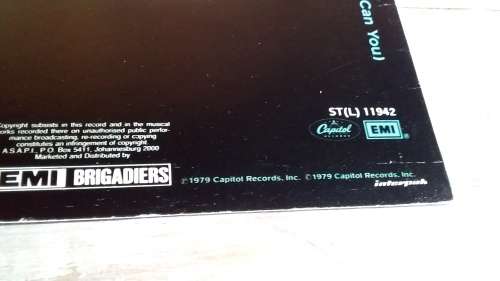 Can You)
ST(L) 11942
Capitol
RECORDS
EMI
Copyright subsists in this record and in the musical
works recorded there on unauthorised public perfor-
mance broadcasting, re-recording or copying
constitutes an infringement of copyright
A.S.A.P.I., P.O. Box 5411, Johannesburg 2000
Marketed and Distributed by
EMI BRIGADIERS
℗1979 Capitol Records, Inc. ©1979 Capitol Records, Inc.
interpak